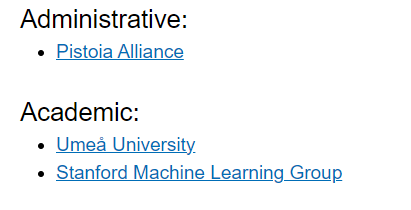 Administrative:
Pistoia Alliance
Academic:
Umeå University
Stanford Machine Learning Group